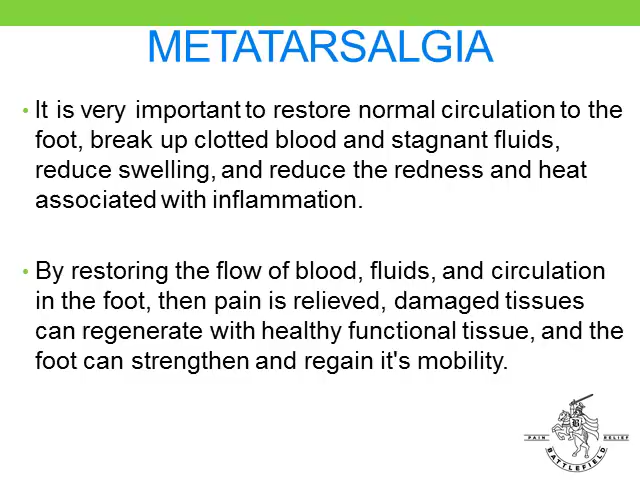 METATARSALGIA
• It is very important to restore normal circulation to the
foot, break up clotted blood and stagnant fluids,
reduce swelling, and reduce the redness and heat
associated with inflammation.
• By restoring the flow of blood, fluids, and circulation
in the foot, then pain is relieved, damaged tissues
can regenerate with healthy functional tissue, and the
foot can strengthen and regain it's mobility.
B
PAIN RELIEF
BATTLEFIELD